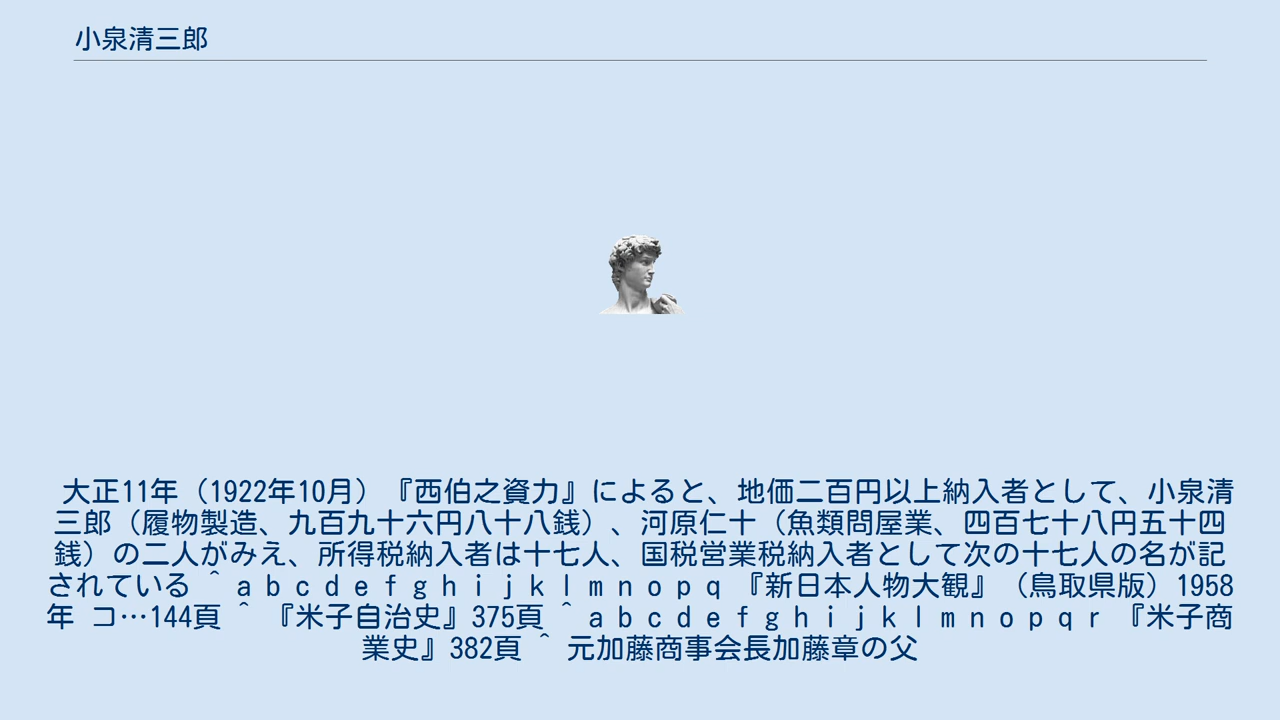 小泉清三郎
大正11年（1922年10月）『西伯之資力』によると、地価二百円以上納入者として、小泉清
三郎（履物製造、九百九十六円八十八銭）、河原仁十（魚類問屋業、四百七十八円五十四
銭）の二人がみえ、所得税納入者は十七人、国税営業税納入者として次の十七人の名が記
されている ＾ a b c d e f g h i j k l m n o p q 『新日本人物大観』（鳥取県版）1958
年 コ…144頁 ＾ 『米子自治史』375頁 ＾ a b c d e f g h i j k l m n o p q r 『米子商
業史』382頁 ＾ 元加藤商事会長加藤章の父